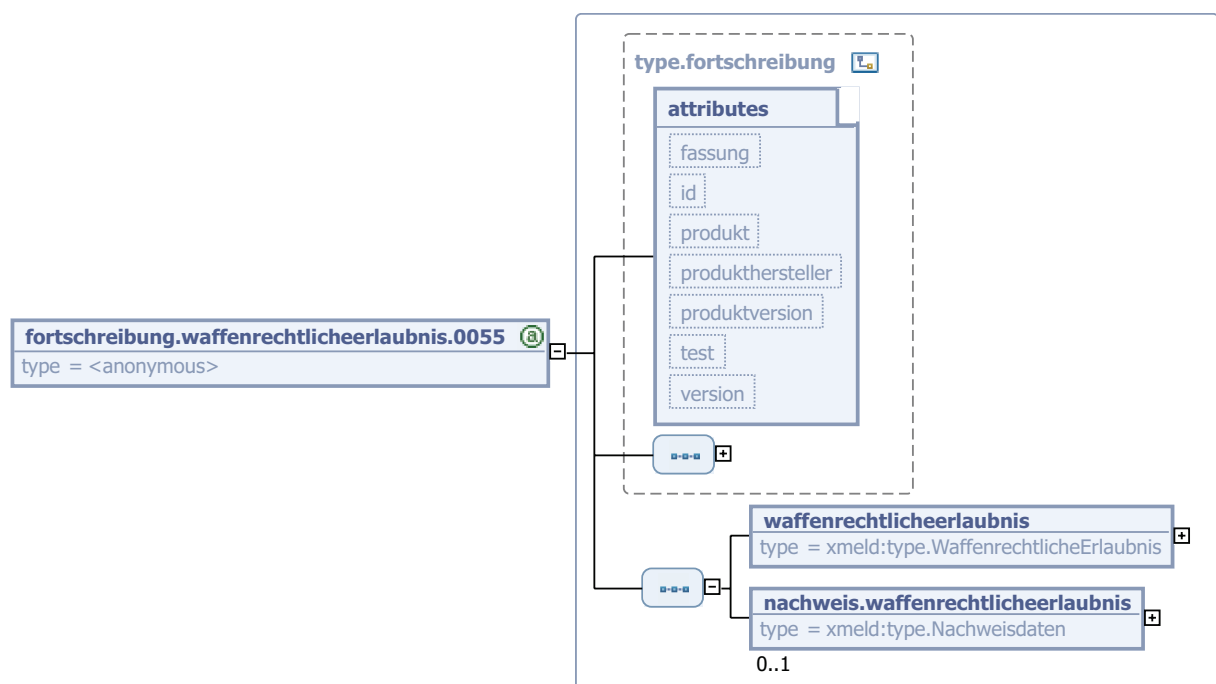 type.fortschreibung
attributes
fassung
id
produkt
produkthersteller
produktversion
test
version
fortschreibung.waffenrechtlicheerlaubnis.0055 @
type = <anonymous>
waffenrechtlicheerlaubnis
type = xmeld:type.WaffenrechtlicheErlaubnis
nachweis.waffenrechtlicheerlaubnis
type = xmeld:type.Nachweisdaten
0..1